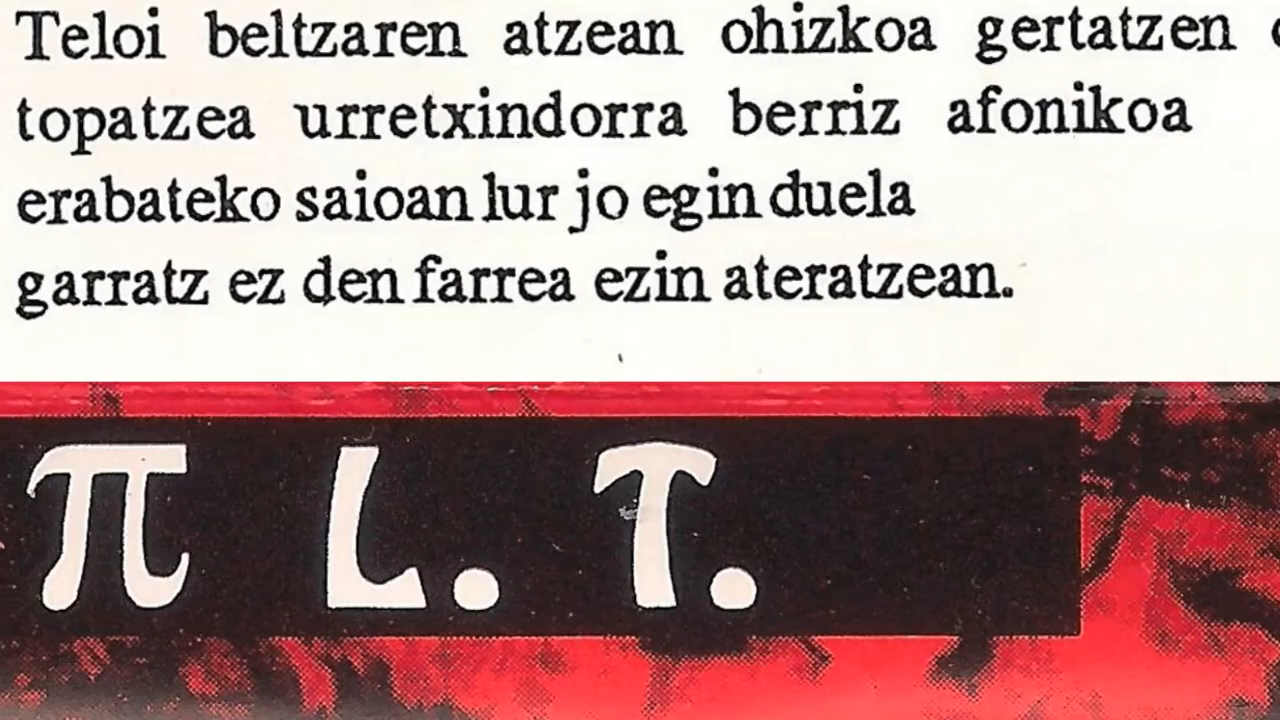 Teloi beltzaren atzean ohizkoa gertatzen
topatzea urretxindorra berriz afonikoa
erabateko saioan lur jo egin duela
garratz ez den farrea ezin ateratzean.
π L. T.